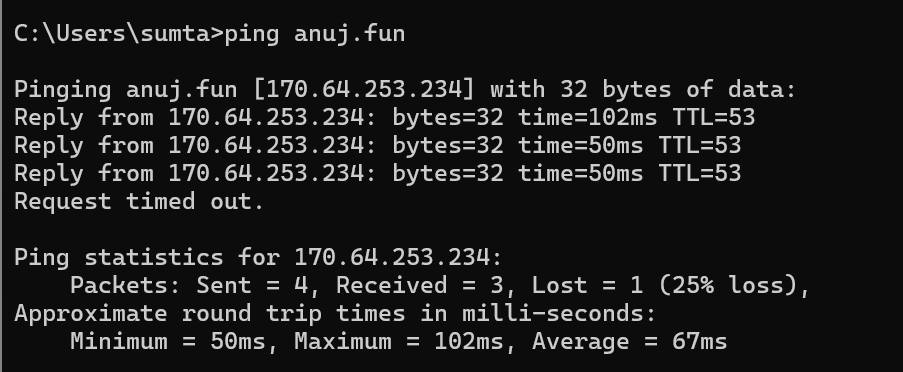 C:\Users\sumta>ping anuj.fun
Pinging anuj.fun [170.64.253.234] with 32 bytes of data:
Reply from 170.64.253.234: bytes=32 time=102ms TTL=53
Reply from 170.64.253.234: bytes=32 time=50ms TTL=53
Reply from 170.64.253.234: bytes=32 time=50ms TTL=53
Request timed out.
Ping statistics for 170.64.253.234:
    Packets: Sent = 4, Received = 3, Lost = 1 (25% loss),
Approximate round trip times in milli-seconds:
    Minimum = 50ms, Maximum = 102ms, Average = 67ms